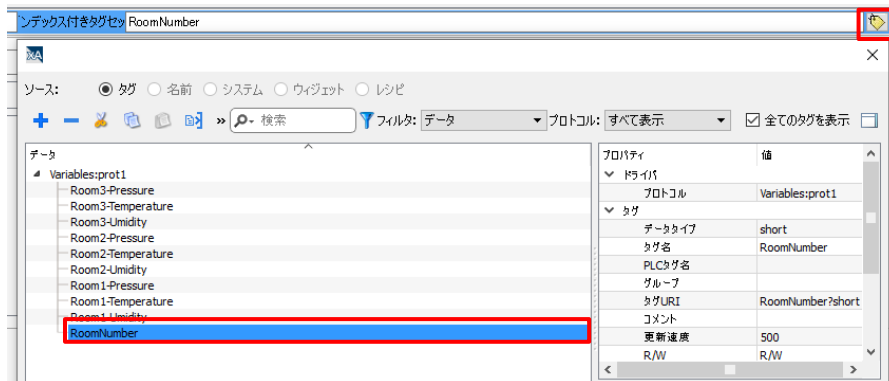 ンデックス付きタグセッ RoomNumber
ソース: タグ 名前 システム ウィジェット レシピ
» 検索 フィルタ: データ プロトコル: すべて表示 全てのタグを表示
データ
Variables:prot1
Room3-Pressure
Room3-Temperature
Room3-Umidity
Room2-Pressure
Room2-Temperature
Room2-Umidity
Room1-Pressure
Room1-Temperature
Room1-Umidity
RoomNumber
プロパティ 値
ドライバ
プロトコル Variables:prot1
タグ
データタイプ short
タグ名 RoomNumber
PLCタグ名
グループ
タグURI RoomNumber?short
コメント
更新速度 500
R/W R/W